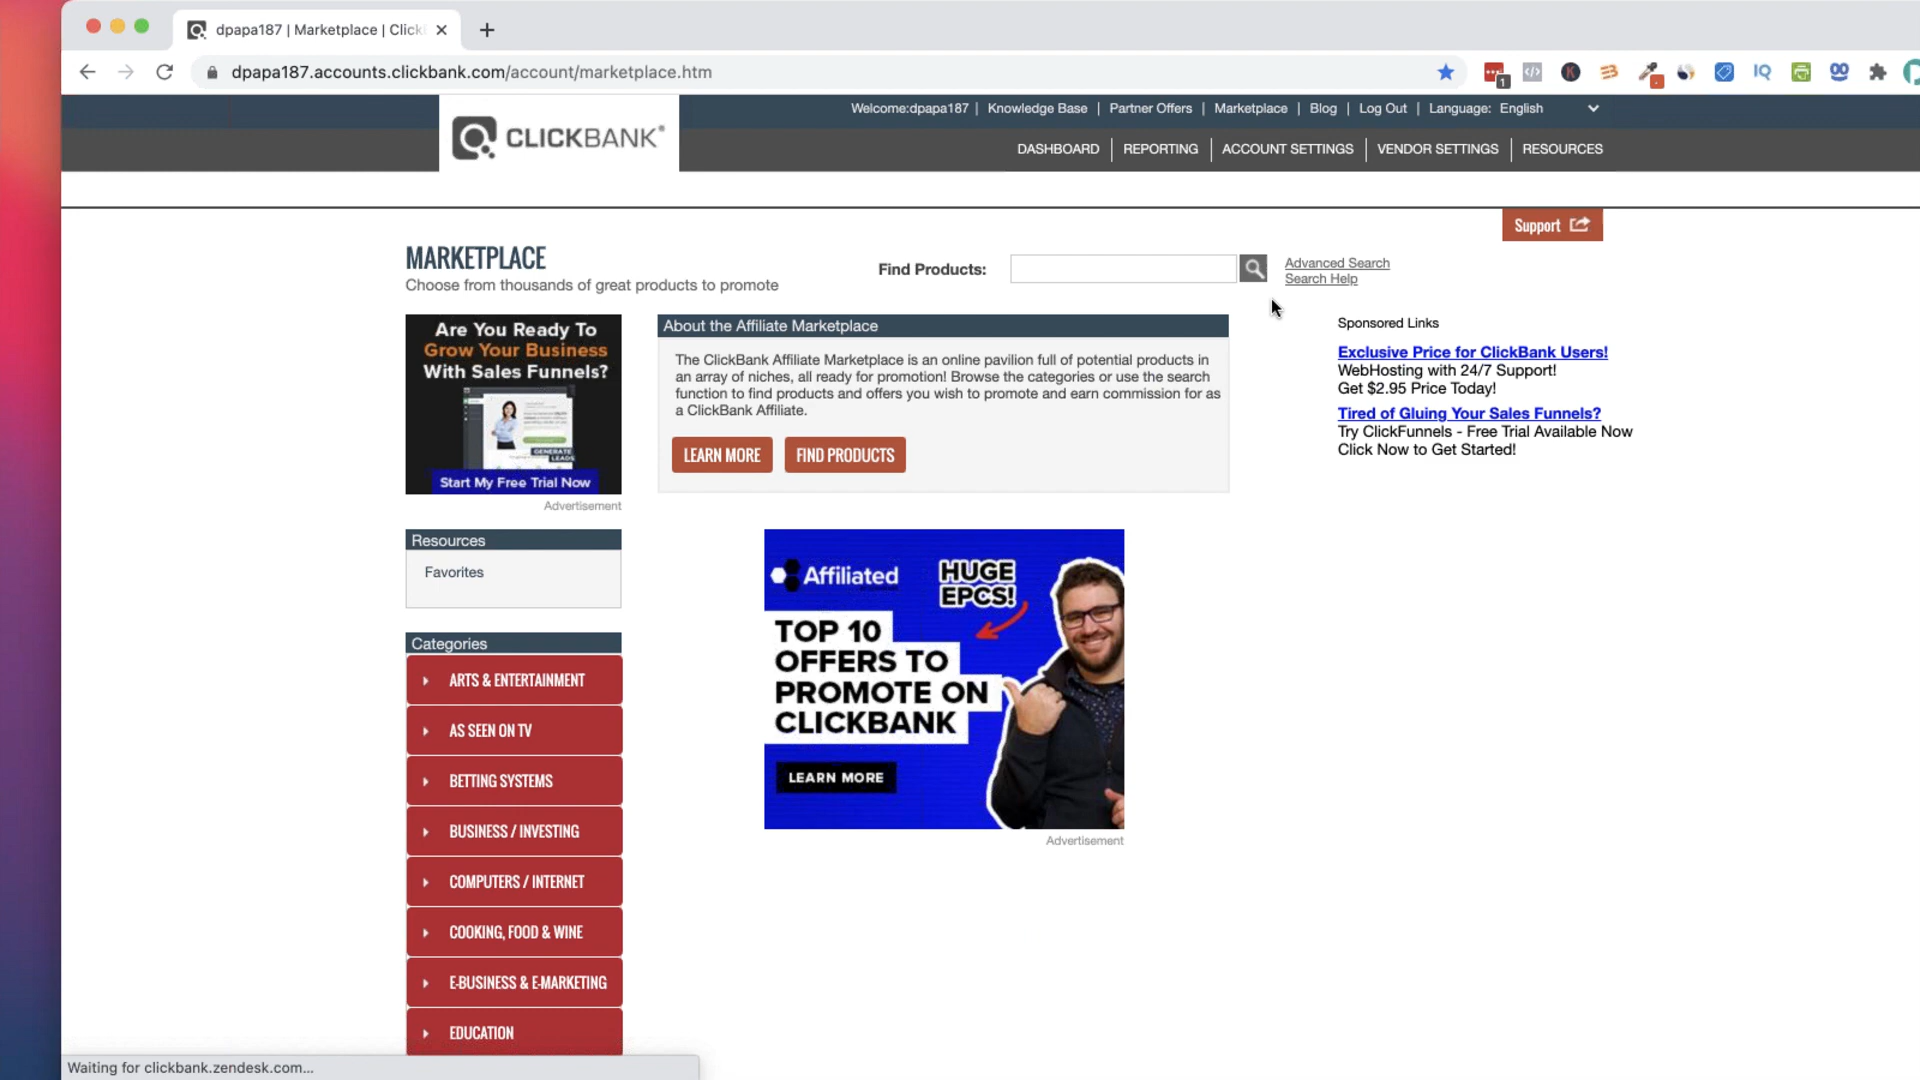 dpapa187 | Marketplace | Click
dpapa187.accounts.clickbank.com/account/marketplace.htm
1
IQ
Welcome:dpapa187 | Knowledge Base | Partner Offers | Marketplace | Blog | Log Out | Language: English
CLICKBANK®
DASHBOARD | REPORTING | ACCOUNT SETTINGS | VENDOR SETTINGS | RESOURCES
Support
MARKETPLACE
Choose from thousands of great products to promote
Find Products:
Advanced Search
Search Help
Are You Ready To
Grow Your Business
With Sales Funnels?
GENERATE
LEADS
Start My Free Trial Now
Advertisement
About the Affiliate Marketplace
The ClickBank Affiliate Marketplace is an online pavilion full of potential products in
an array of niches, all ready for promotion! Browse the categories or use the search
function to find products and offers you wish to promote and earn commission for as
a ClickBank Affiliate.
LEARN MORE
FIND PRODUCTS
Sponsored Links
Exclusive Price for ClickBank Users!
WebHosting with 24/7 Support!
Get $2.95 Price Today!
Tired of Gluing Your Sales Funnels?
Try ClickFunnels - Free Trial Available Now
Click Now to Get Started!
Resources
Favorites
Categories
ARTS & ENTERTAINMENT
AS SEEN ON TV
BETTING SYSTEMS
BUSINESS / INVESTING
COMPUTERS / INTERNET
COOKING, FOOD & WINE
E-BUSINESS & E-MARKETING
EDUCATION
Affiliated
HUGE
EPCS!
TOP 10
OFFERS TO
PROMOTE ON
CLICKBANK
LEARN MORE
Advertisement
Waiting for clickbank.zendesk.com...